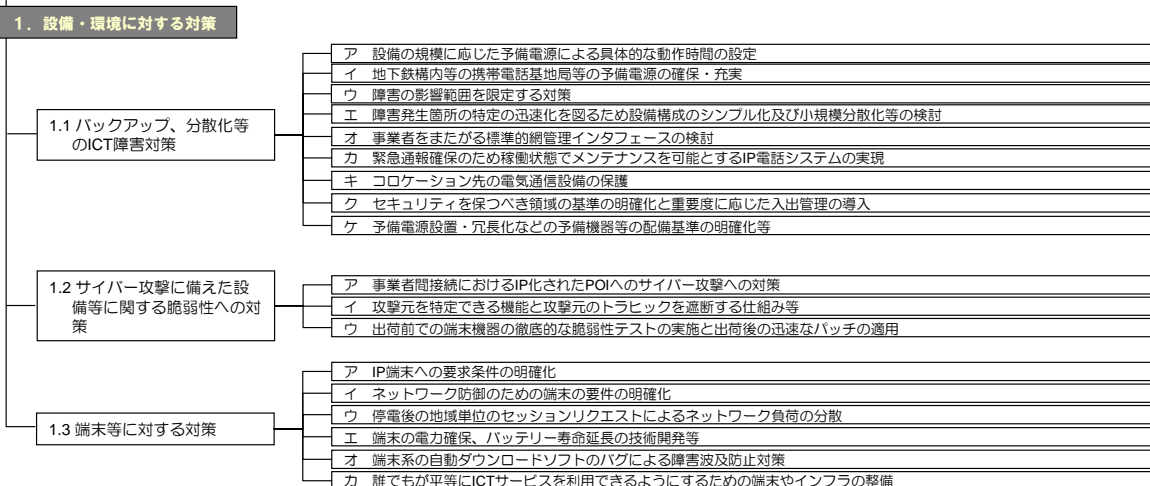 １．設備・環境に対する対策
1.1 バックアップ、分散化等
のICT障害対策
ア 設備の規模に応じた予備電源による具体的な動作時間の設定
イ 地下鉄構内等の携帯電話基地局等の予備電源の確保・充実
ウ 障害の影響範囲を限定する対策
エ 障害発生箇所の特定の迅速化を図るため設備構成のシンプル化及び小規模分散化等の検討
オ 事業者をまたがる標準的網管理インタフェースの検討
カ 緊急通報確保のため稼働状態でメンテナンスを可能とするIP電話システムの実現
キ コロケーション先の電気通信設備の保護
ク セキュリティを保つべき領域の基準の明確化と重要度に応じた入出管理の導入
ケ 予備電源設置・冗長化などの予備機器等の配備基準の明確化等
1.2 サイバー攻撃に備えた設
備等に関する脆弱性への対
策
ア 事業者間接続におけるIP化されたPOIへのサイバー攻撃への対策
イ 攻撃元を特定できる機能と攻撃元のトラヒックを遮断する仕組み等
ウ 出荷前での端末機器の徹底的な脆弱性テストの実施と出荷後の迅速なパッチの適用
1.3 端末等に対する対策
ア IP端末への要求条件の明確化
イ ネットワーク防御のための端末の要件の明確化
ウ 停電後の地域単位のセッションリクエストによるネットワーク負荷の分散
エ 端末の電力確保、バッテリー寿命延長の技術開発等
オ 端末系の自動ダウンロードソフトのバグによる障害波及防止対策
カ 誰でもが平等にICTサービスを利用できるようにするための端末やインフラの整備